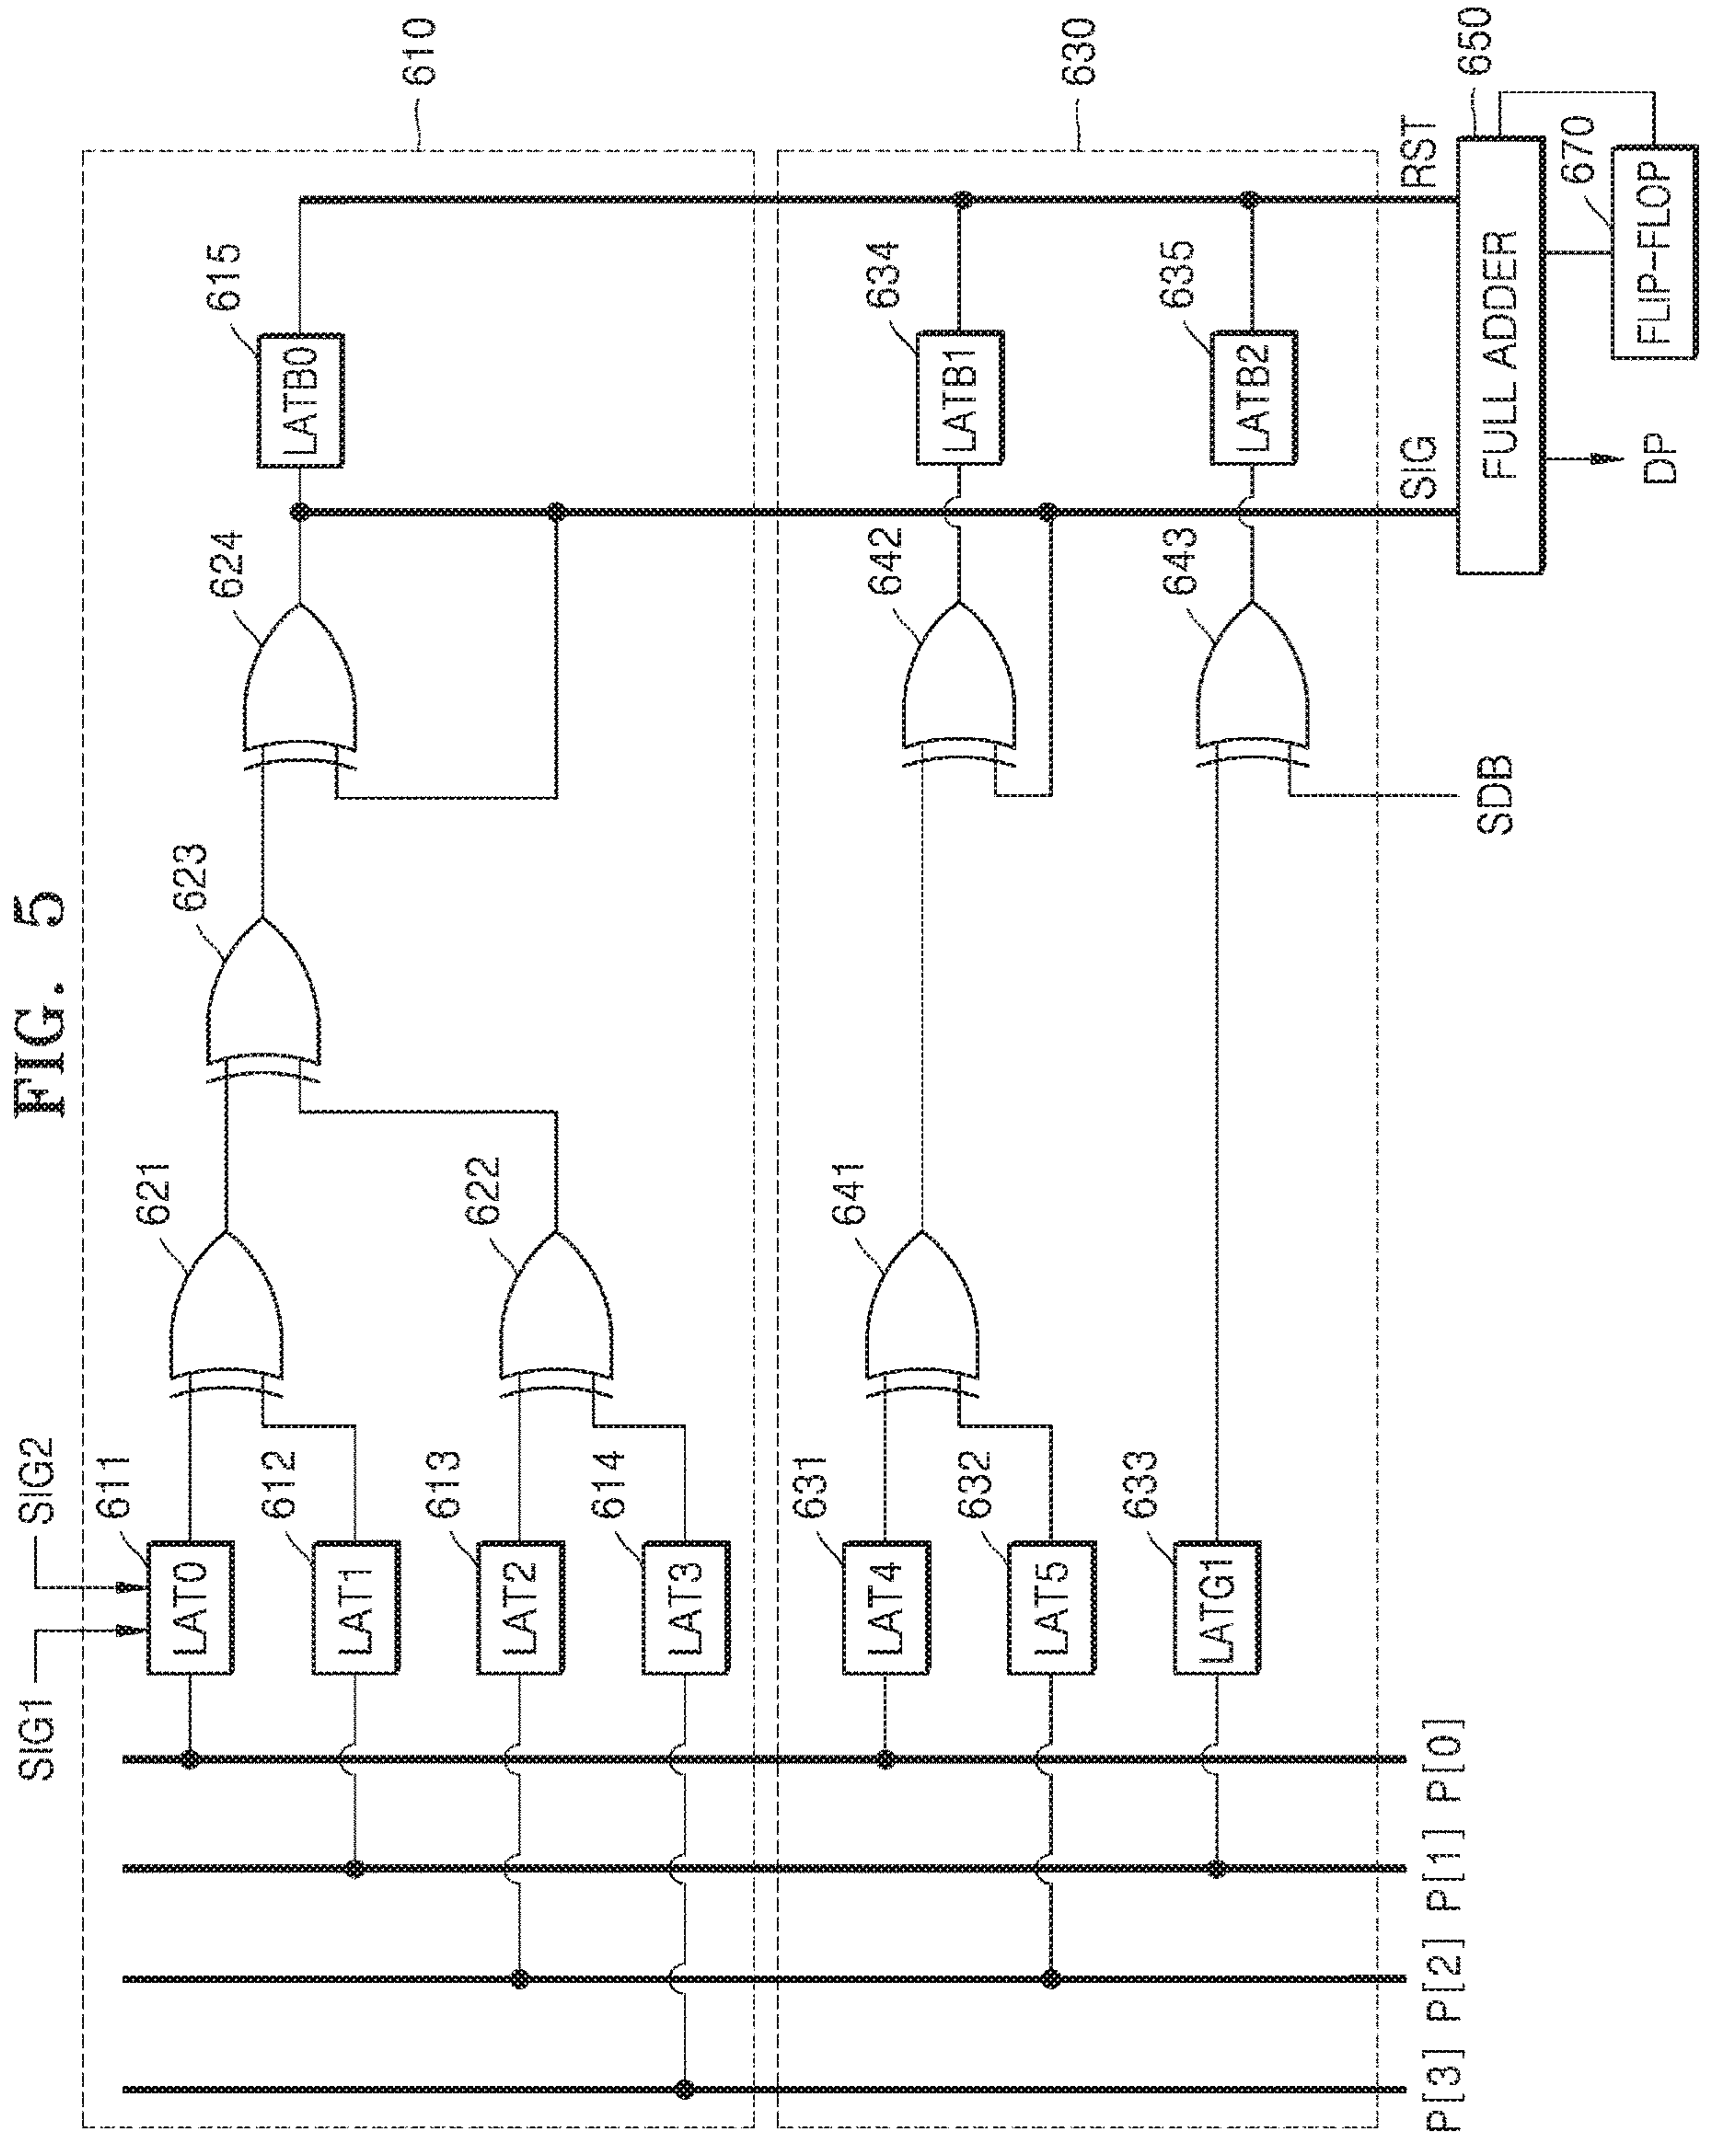 FIG. 5
610
615
LATB0
624
623
621
622
SIG1
SIG2
611
LAT0
612
LAT1
613
LAT2
614
LAT3
630
634
LATB1
635
LATB2
642
643
641
631
LAT4
632
LAT5
633
LATG1
P[3] P[2] P[1] P[0]
SDB
SIG
RST
650
FULL ADDER
670
FLIP-FLOP
DP